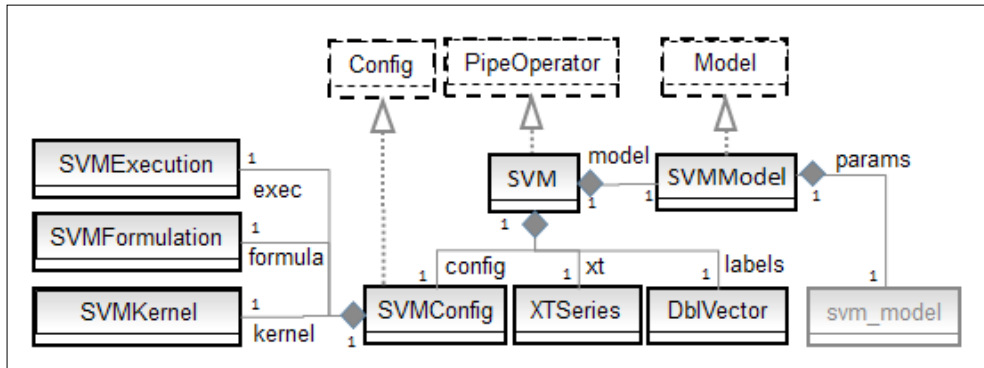 Config PipeOperator Model
SVMExecution 1 exec
SVM model 1 1 SVMModel params 1
SVMFormulation 1 formula
1
config xt labels
SVMKernel 1 kernel
1 SVMConfig 1 XTSeries 1 DblVector 1 svm_model 1